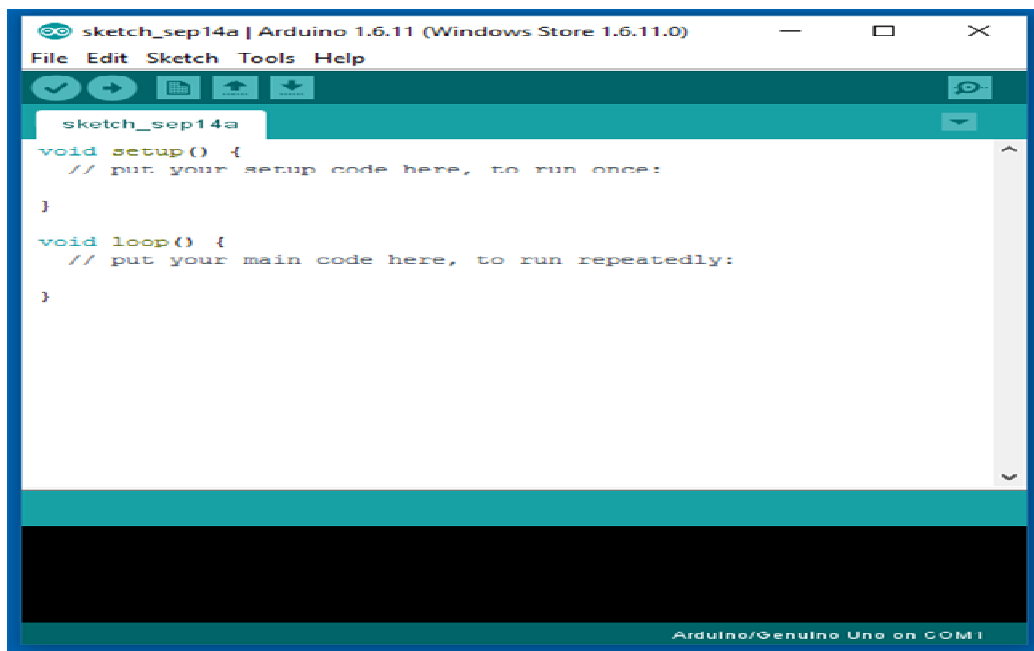 sketch_sep14a | Arduino 1.6.11 (Windows Store 1.6.11.0)
File Edit Sketch Tools Help
sketch_sep14a
void setup() {
  // put your setup code here, to run once:
}
void loop() {
  // put your main code here, to run repeatedly:
}
Arduino/Genuino Uno on COM1